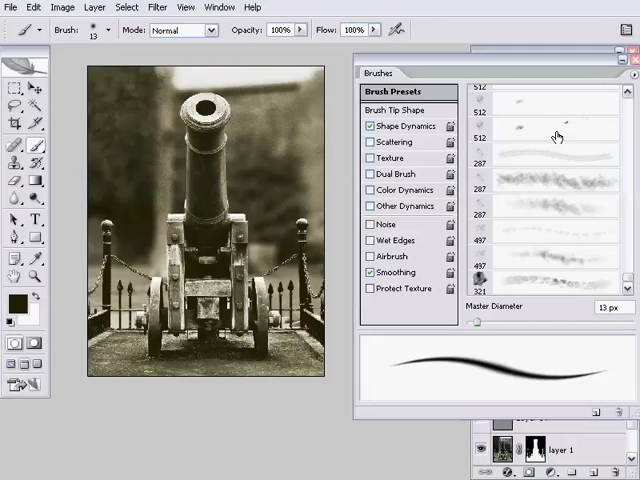 File Edit Image Layer Select Filter View Window Help
Brush: 13 Mode: Normal Opacity: 100% Flow: 100%
Brushes
Brush Presets
Brush Tip Shape
Shape Dynamics
Scattering
Texture
Dual Brush
Color Dynamics
Other Dynamics
Noise
Wet Edges
Airbrush
Smoothing
Protect Texture
512
512
512
287
287
497
497
321
Master Diameter 13 px
layer 1